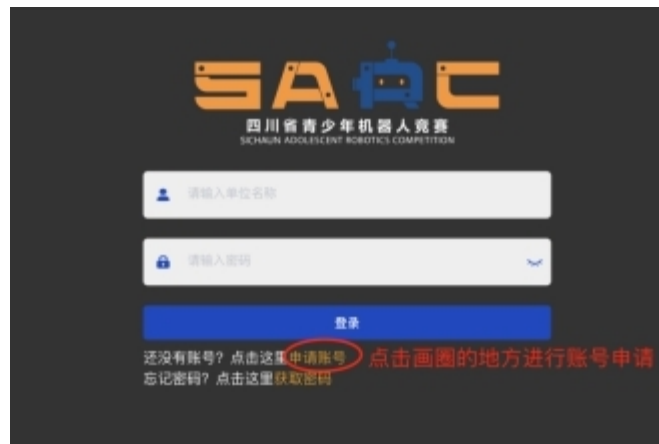 SARC
四川省青少年机器人竞赛
SICHAUN ADOLESCENT ROBOTICS COMPETITION
请输入单位名称
请输入密码
登录
还没有账号？点击这里申请账号 点击画圈的地方进行账号申请
忘记密码？点击这里获取密码